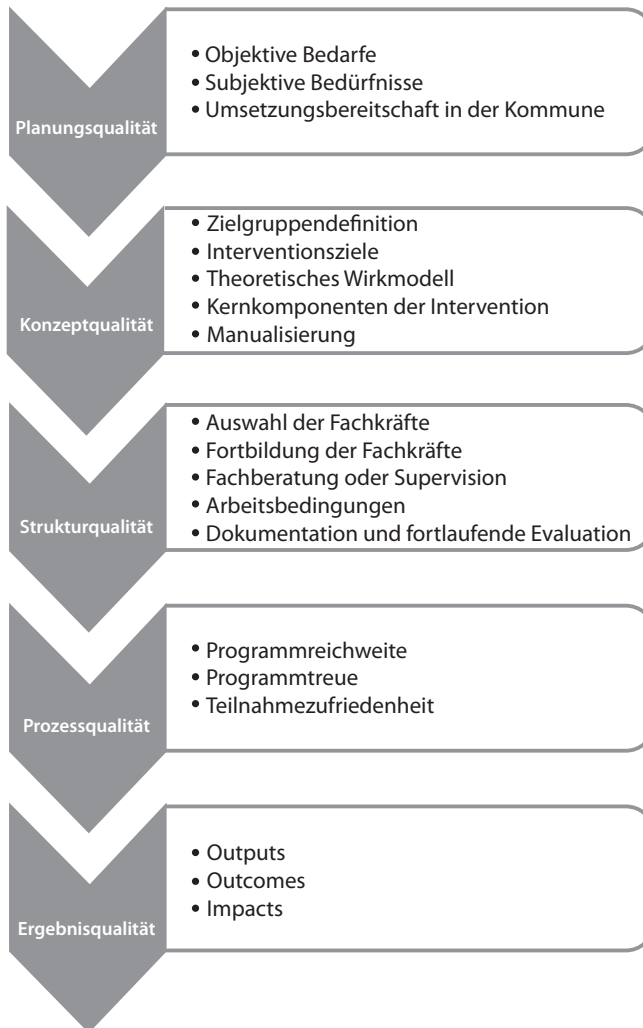 Planungsqualität
• Objektive Bedarfe
• Subjektive Bedürfnisse
• Umsetzungsbereitschaft in der Kommune
Konzeptqualität
• Zielgruppendefinition
• Interventionsziele
• Theoretisches Wirkmodell
• Kernkomponenten der Intervention
• Manualisierung
Strukturqualität
• Auswahl der Fachkräfte
• Fortbildung der Fachkräfte
• Fachberatung oder Supervision
• Arbeitsbedingungen
• Dokumentation und fortlaufende Evaluation
Prozessqualität
• Programmreichweite
• Programmtreue
• Teilnahmezufriedenheit
Ergebnisqualität
• Outputs
• Outcomes
• Impacts